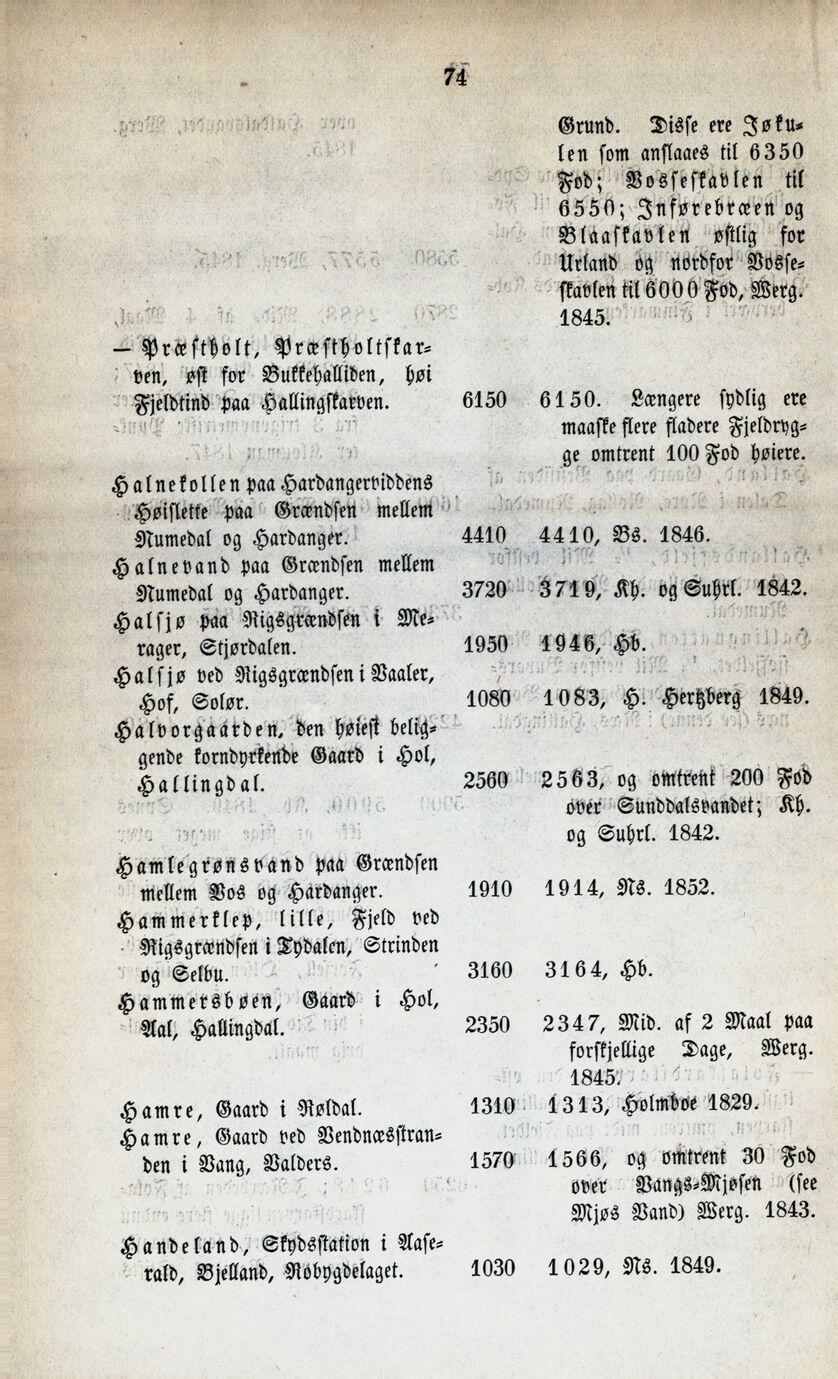 74
Grund. Disse ere Jøku-
len som anslaaes til 6350
Fod; Vosseskavlen til
6550; Inførebræen og
Blaaskavlen østlig for
Urland og nordfor Vosse-
skavlen til 6000 Fod, Werg.
1845.
— Præstholt, Præstholtskar-
ven, øst for Bukkehalliden, høi
Fjeldtind paa Hallingskarven. 6150 6150. Længere sydlig ere
maaske flere fladere Fjeldryg-
ge omtrent 100 Fod høiere.
Halnekollen paa Hardangerviddens
Høislette paa Grændsen mellem
Numedal og Hardanger. 4410 4410, Bs. 1846.
Halnevand paa Grændsen mellem
Numedal og Hardanger. 3720 3719, Kh. og Suhrl. 1842.
Halsjø paa Rigsgrændsen i Me-
rager, Stjørdalen. 1950 1946, Hb.
Halsjø ved Rigsgrændsen i Vaaler,
Hof, Solør. 1080 1083, H. Hertzberg 1849.
Halvorgaarden, den høiest belig-
gende korndyrkende Gaard i Hol,
Hallingdal. 2560 2563, og omtrent 200 Fod
over Sunddalsvandet; Kh.
og Suhrl. 1842.
Hamlegrønsvand paa Grændsen
mellem Vos og Hardanger. 1910 1914, Ns. 1852.
Hammerklep, lille, Fjeld ved
Rigsgrændsen i Tydalen, Strinden
og Selbu. 3160 3164, Hb.
Hammersbøen, Gaard i Hol,
Aal, Hallingdal. 2350 2347, Mid. af 2 Maal paa
forskjellige Dage, Werg.
1845.
Hamre, Gaard i Røldal. 1310 1313, Holmboe 1829.
Hamre, Gaard ved Vendnæsstran-
den i Vang, Valders. 1570 1566, og omtrent 30 Fod
over Vangs-Mjøsen (see
Mjøs Vand) Werg. 1843.
Handeland, Skydsstation i Aase-
rald, Bjelland, Robygdelaget. 1030 1029, Ns. 1849.